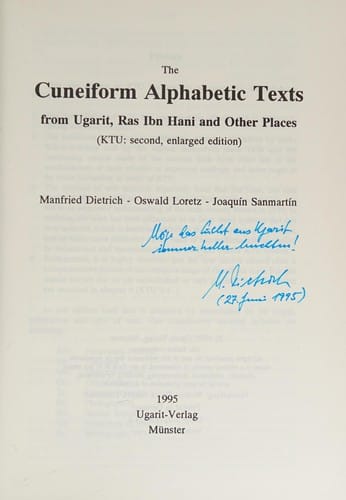 The
Cuneiform Alphabetic Texts
from Ugarit, Ras Ibn Hani and Other Places
(KTU: second, enlarged edition)
Manfried Dietrich - Oswald Loretz - Joaquín Sanmartín
Möge das Licht aus Ugarit
immer heller leuchten!
M. Dietrich
(27. Juni 1995)
1995
Ugarit-Verlag
Münster